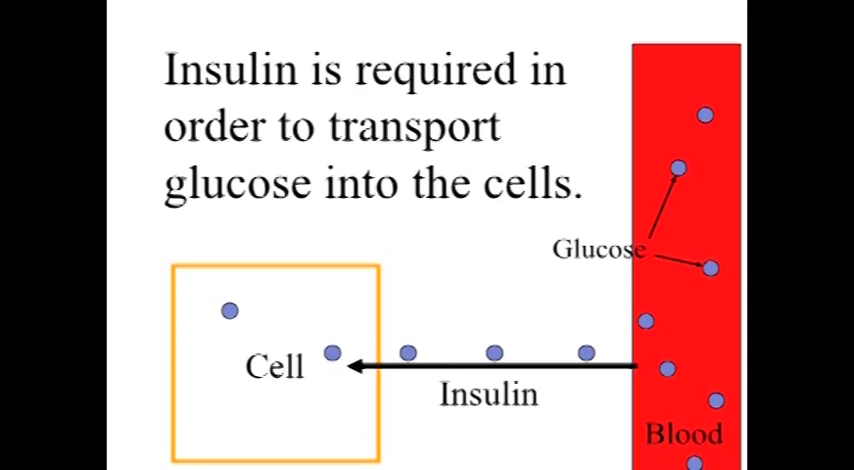 Insulin is required in
order to transport
glucose into the cells.
Glucose
Cell
Insulin
Blood